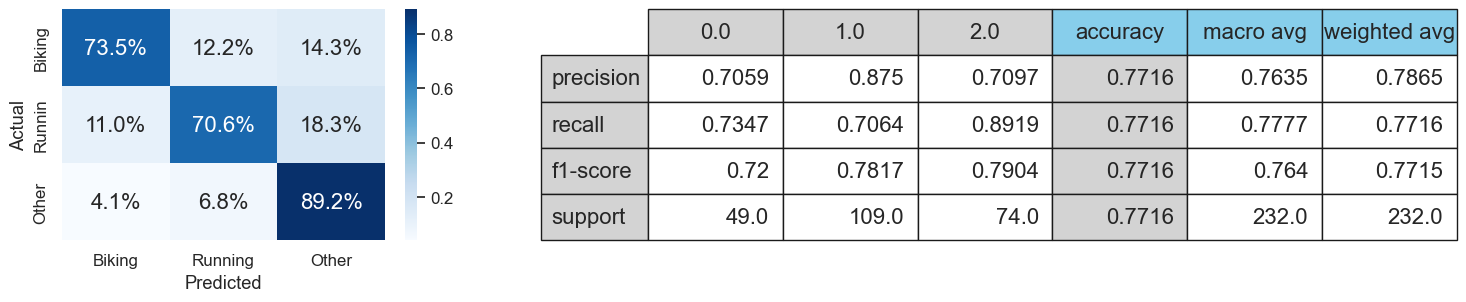 Actual
Biking
Runnin
Other
73.5% 12.2% 14.3%
11.0% 70.6% 18.3%
4.1% 6.8% 89.2%
Biking Running Other
Predicted
0.8
0.6
0.4
0.2
0.0 1.0 2.0 accuracy macro avg weighted avg
precision 0.7059 0.875 0.7097 0.7716 0.7635 0.7865
recall 0.7347 0.7064 0.8919 0.7716 0.7777 0.7716
f1-score 0.72 0.7817 0.7904 0.7716 0.764 0.7715
support 49.0 109.0 74.0 0.7716 232.0 232.0